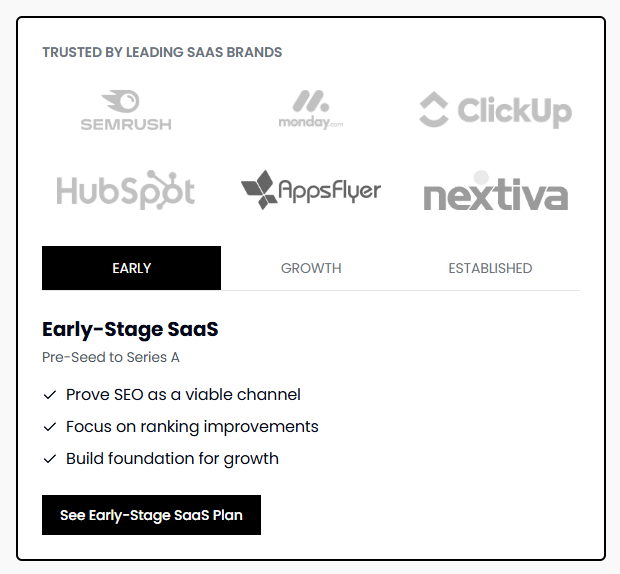 TRUSTED BY LEADING SAAS BRANDS
SEMRUSH
monday.com
ClickUp
HubSpot
AppsFlyer
nextiva
EARLY
GROWTH
ESTABLISHED
Early-Stage SaaS
Pre-Seed to Series A
Prove SEO as a viable channel
Focus on ranking improvements
Build foundation for growth
See Early-Stage SaaS Plan